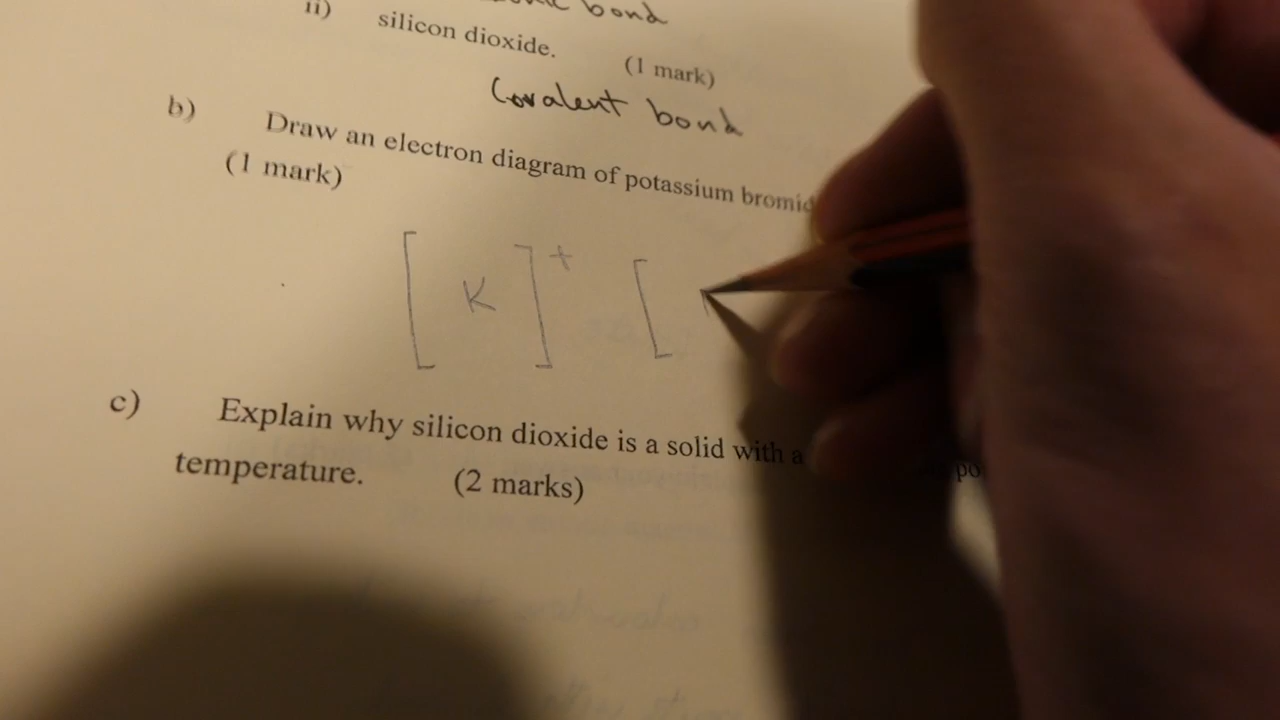 bond
ii) silicon dioxide. (1 mark)
Covalent bond
b) Draw an electron diagram of potassium bromid
(1 mark)
[ K ]+ [
c) Explain why silicon dioxide is a solid with a po
temperature. (2 marks)